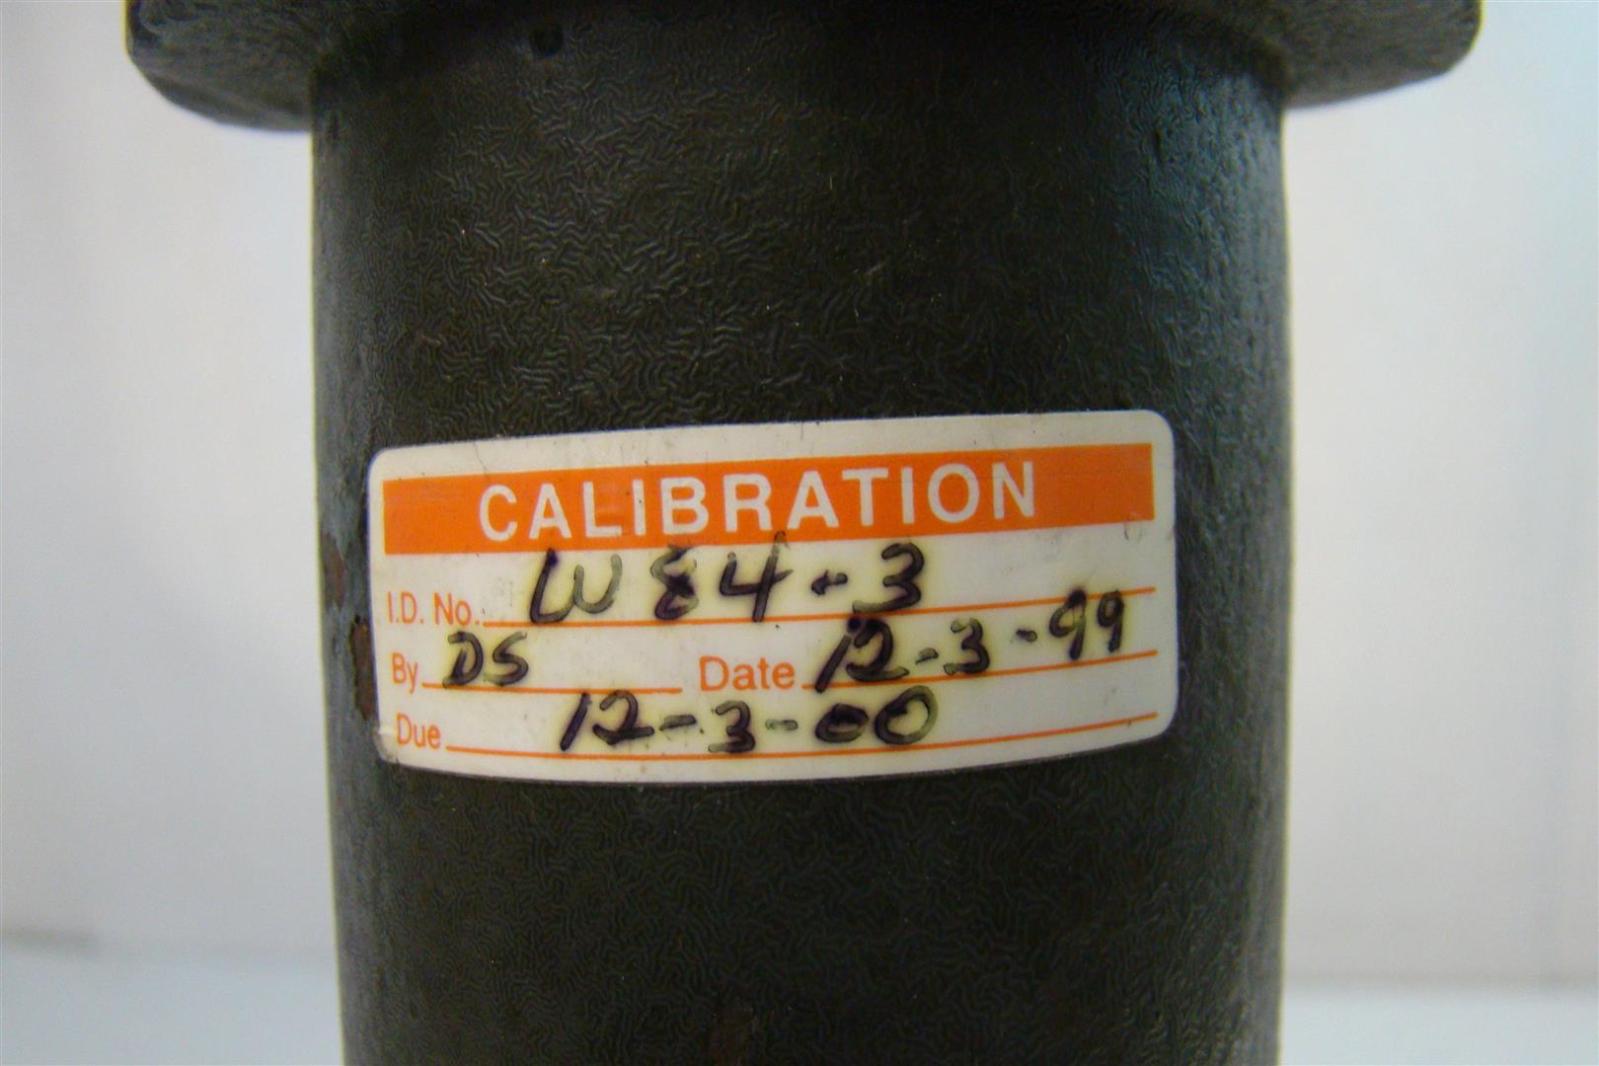 CALIBRATION
I.D. No. W84-3
By DS Date 12-3-99
Due 12-3-00